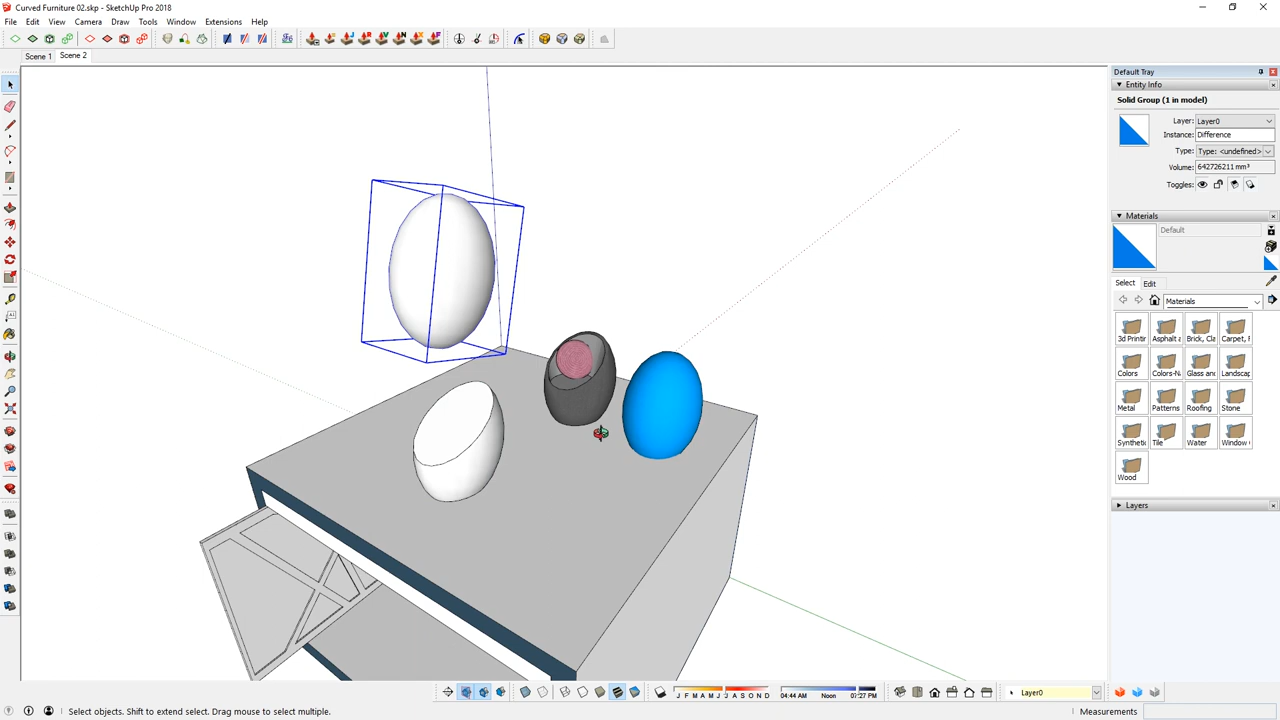 Curved Furniture 02.skp - SketchUp Pro 2018
File Edit View Camera Draw Tools Window Extensions Help
Scene 1 Scene 2
Default Tray
Entity Info
Solid Group (1 in model)
Layer: Layer0
Instance: Difference
Type: Type: <undefined>
Volume: 642726211 mm³
Toggles:
Materials
Default
Select Edit
Materials
3d Printin Asphalt a Brick, Cla Carpet, F
Colors Colors-N Glass and Landscap
Metal Patterns Roofing Stone
Syntheti Tile Water Window
Wood
Layers
J F M A M J J A S O N D 04:44 AM Noon 07:27 PM Layer0
Select objects. Shift to extend select. Drag mouse to select multiple. Measurements